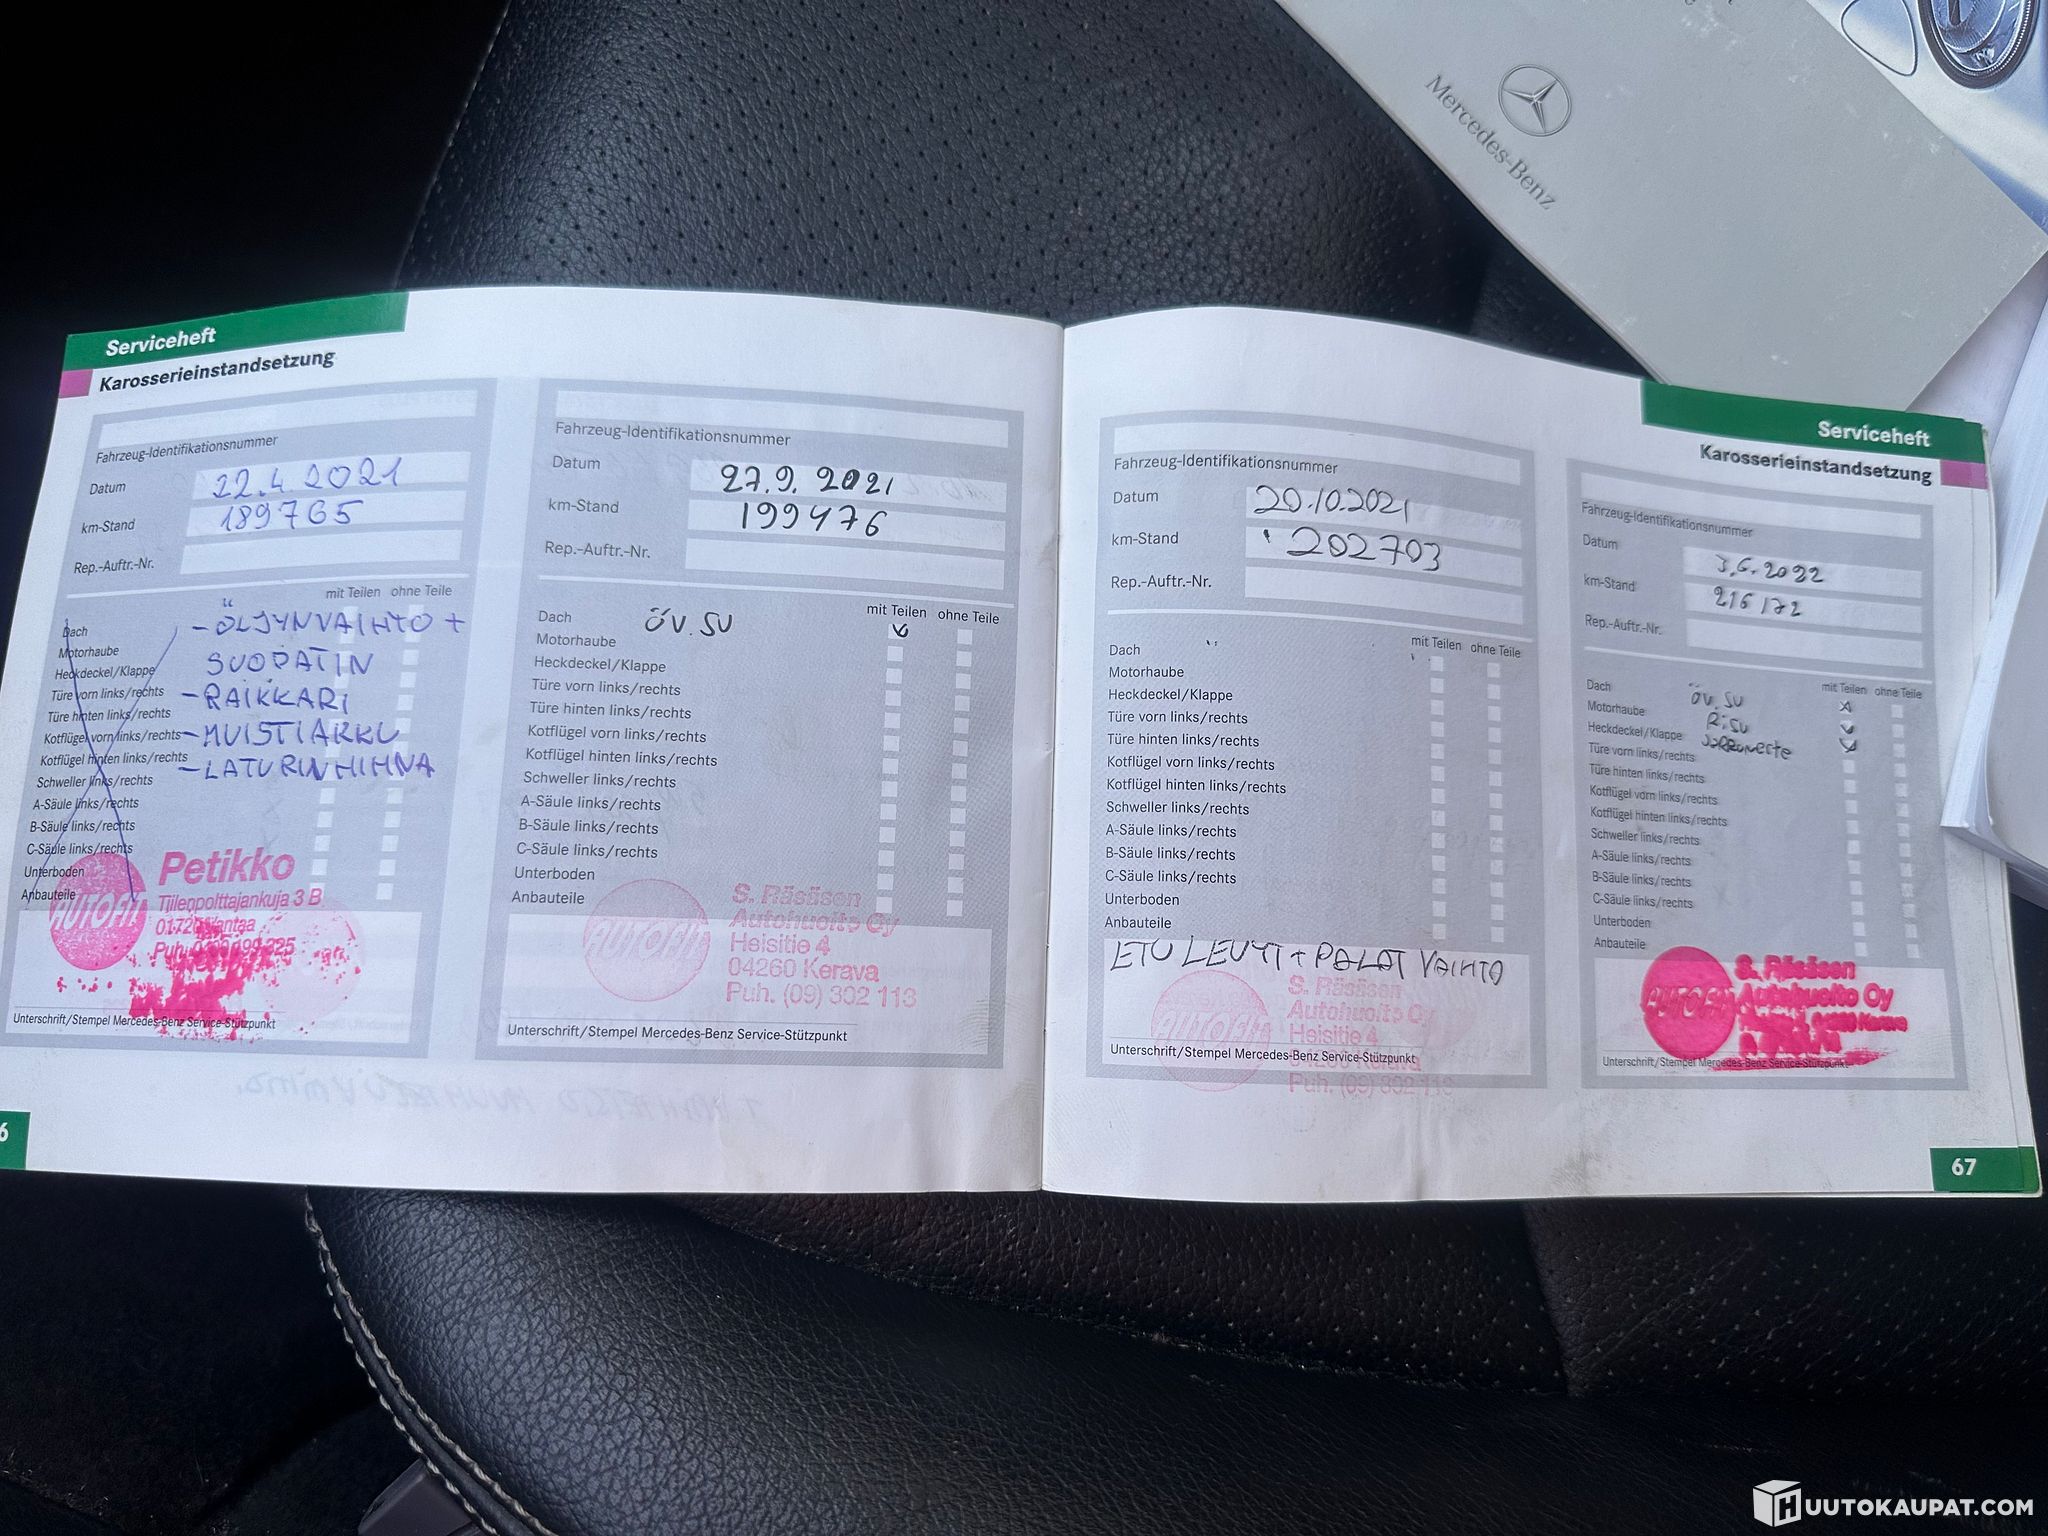 Mercedes-Benz
Serviceheft
Karosserieinstandsetzung
Fahrzeug-Identifikationsnummer
Datum 22.4.2021
km-Stand 189765
Rep.-Auftr.-Nr.
mit Teilen ohne Teile
Dach
Motorhaube
Heckdeckel/Klappe
Türe vorn links/rechts
Türe hinten links/rechts
Kotflügel vorn links/rechts
Kotflügel hinten links/rechts
Schweller links/rechts
A-Säule links/rechts
B-Säule links/rechts
C-Säule links/rechts
Unterboden
Anbauteile
- ÖLJYNVAIHTO +
SUODATIN
- RAIKKARI
- MUISTIARKU
- LATURINHIHNA
AUTOFIT
Petikko
Tiilenpolttajankuja 3 B
01720 Vantaa
Puh.
Unterschrift/Stempel Mercedes-Benz Service-Stützpunkt
6
Fahrzeug-Identifikationsnummer
Datum 27.9.2021
km-Stand 199476
Rep.-Auftr.-Nr.
mit Teilen ohne Teile
Dach ÖV.SU
Motorhaube
Heckdeckel/Klappe
Türe vorn links/rechts
Türe hinten links/rechts
Kotflügel vorn links/rechts
Kotflügel hinten links/rechts
Schweller links/rechts
A-Säule links/rechts
B-Säule links/rechts
C-Säule links/rechts
Unterboden
Anbauteile
AUTOFIT
S. Räsäsen
Autohuolto Oy
Heisitie 4
04260 Kerava
Puh. (09) 302 113
Unterschrift/Stempel Mercedes-Benz Service-Stützpunkt
Serviceheft
Karosserieinstandsetzung
Fahrzeug-Identifikationsnummer
Datum 20.10.2021
km-Stand 202703
Rep.-Auftr.-Nr.
mit Teilen ohne Teile
Dach
Motorhaube
Heckdeckel/Klappe
Türe vorn links/rechts
Türe hinten links/rechts
Kotflügel vorn links/rechts
Kotflügel hinten links/rechts
Schweller links/rechts
A-Säule links/rechts
B-Säule links/rechts
C-Säule links/rechts
Unterboden
Anbauteile
ETU LEVYT + PALAT VAIHTO
AUTOFIT
S. Räsäsen
Autohuolto Oy
Heisitie 4
04260 Kerava
Puh. (09) 302 113
Unterschrift/Stempel Mercedes-Benz Service-Stützpunkt
Fahrzeug-Identifikationsnummer
Datum 3.6.2022
km-Stand 216172
Rep.-Auftr.-Nr.
mit Teilen ohne Teile
Dach ÖV.SU
Motorhaube RiSU
Heckdeckel/Klappe
Türe vorn links/rechts
Türe hinten links/rechts
Kotflügel vorn links/rechts
Kotflügel hinten links/rechts
Schweller links/rechts
A-Säule links/rechts
B-Säule links/rechts
C-Säule links/rechts
Unterboden
Anbauteile
AUTOFIT
S. Räsäsen
Autohuolto Oy
Kerava
Unterschrift/Stempel Mercedes-Benz Service-Stützpunkt
67
HUUTOKAUPAT.COM